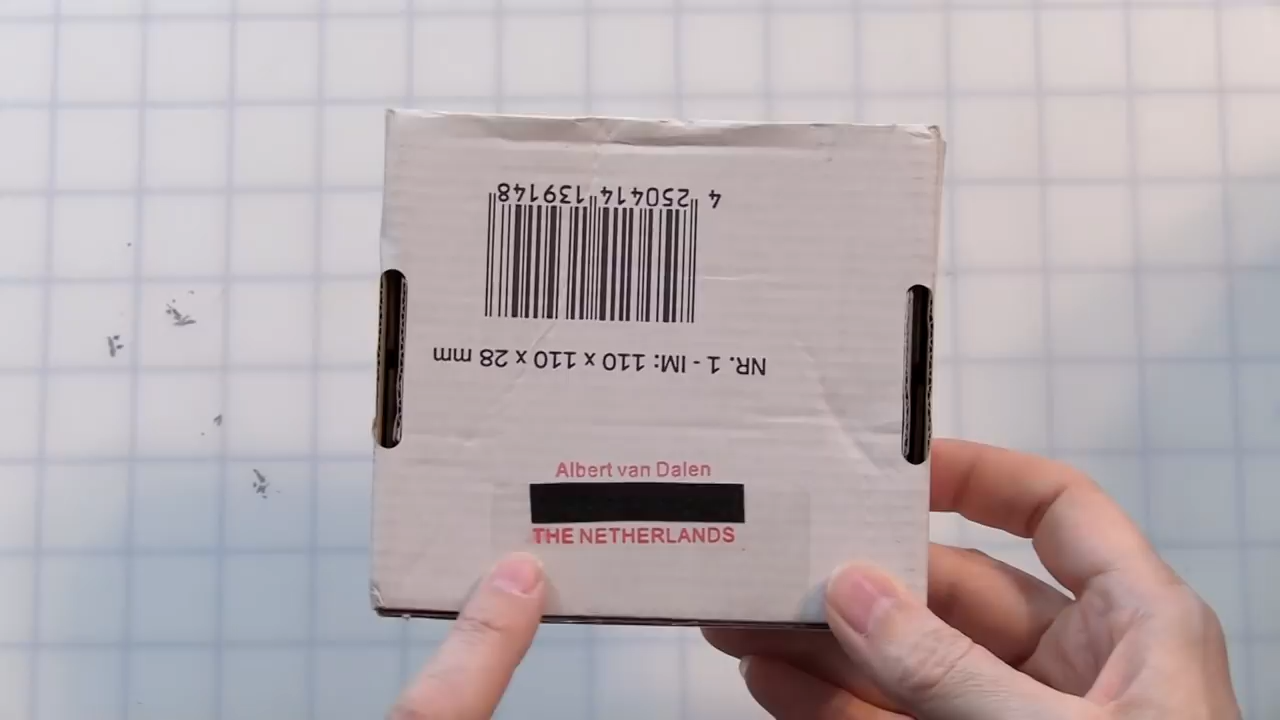 4 250414 139148
NR. 1 - IM: 110 x 110 x 28 mm
Albert van Dalen
THE NETHERLANDS